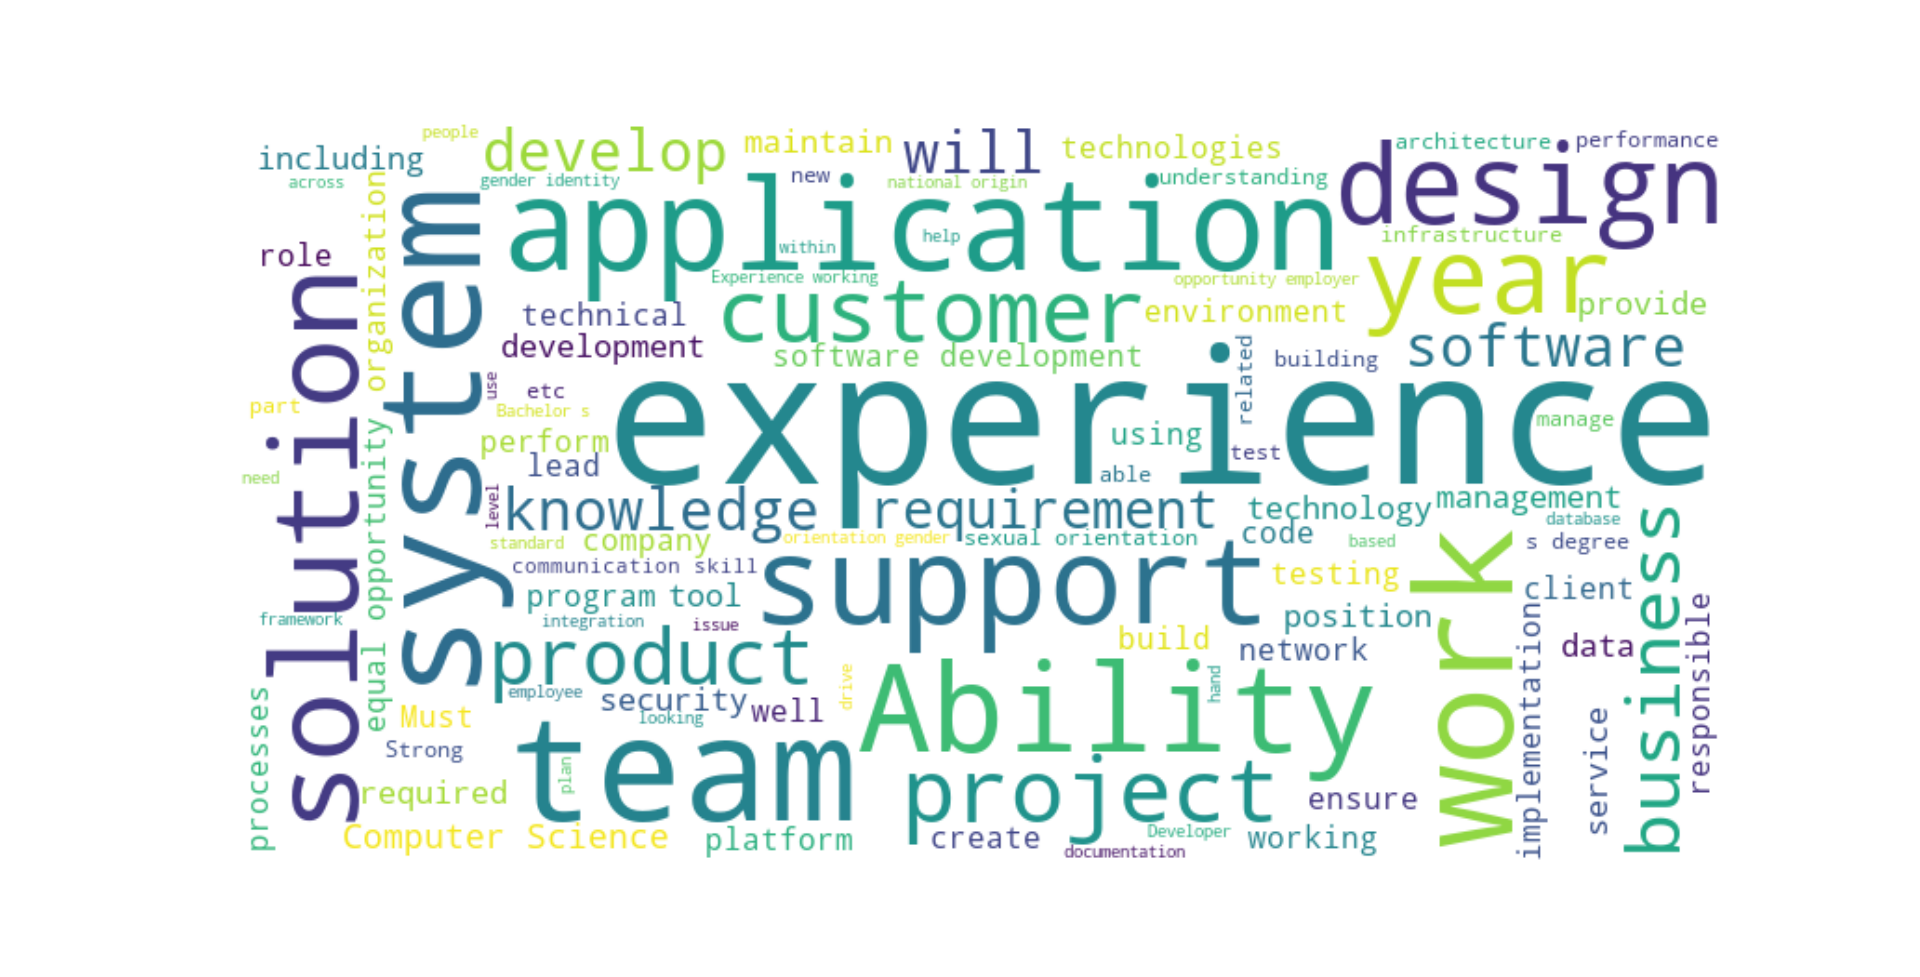 people
develop
maintain
will
technologies
architecture
performance
including
across
gender identity
new
national origin
understanding
design
application
within
help
role
organization
system
solution
Experience working
opportunity employer
infrastructure
year
customer
environment
provide
technical
development
software development
related
building
software
use
etc
Bachelor s
part
experience
manage
perform
using
test
lead
able
need
equal opportunity
level
knowledge
requirement
technology
management
database
standard
company
orientation gender
sexual orientation
code
based
s degree
communication skill
support
testing
work
client
business
program
tool
framework
integration
issue
position
product
build
network
implementation
data
responsible
employee
security
looking
well
drive
Ability
hand
processes
Must
Strong
team
plan
project
service
required
ensure
Computer Science
platform
create
Developer
working
documentation